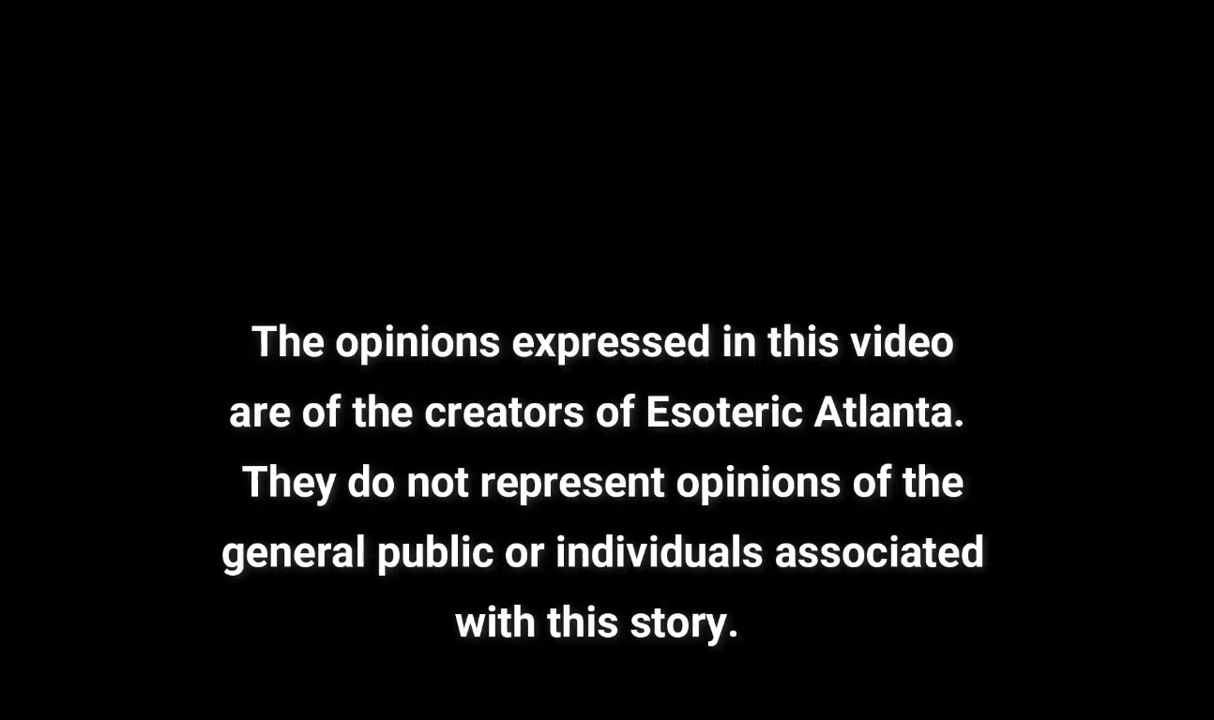 The opinions expressed in this video
are of the creators of Esoteric Atlanta.
They do not represent opinions of the
general public or individuals associated
with this story.